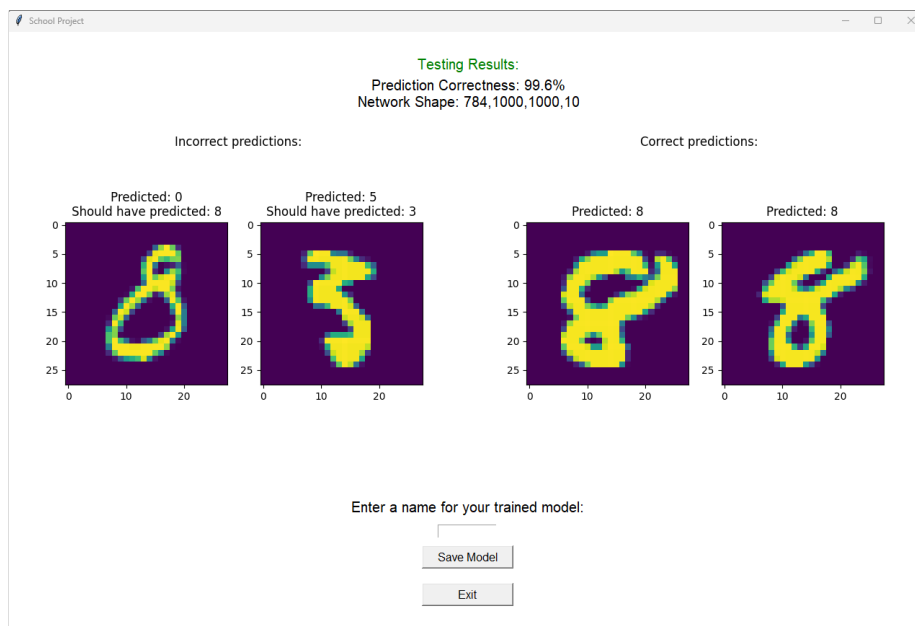 School Project
Testing Results:
Prediction Correctness: 99.6%
Network Shape: 784,1000,1000,10
Incorrect predictions:
Correct predictions:
Predicted: 0
Should have predicted: 8
Predicted: 5
Should have predicted: 3
Predicted: 8
Predicted: 8
0
5
10
15
20
25
0 10 20
0
5
10
15
20
25
0 10 20
0
5
10
15
20
25
0 10 20
0
5
10
15
20
25
0 10 20
8
3
8
8
Enter a name for your trained model:
Save Model
Exit